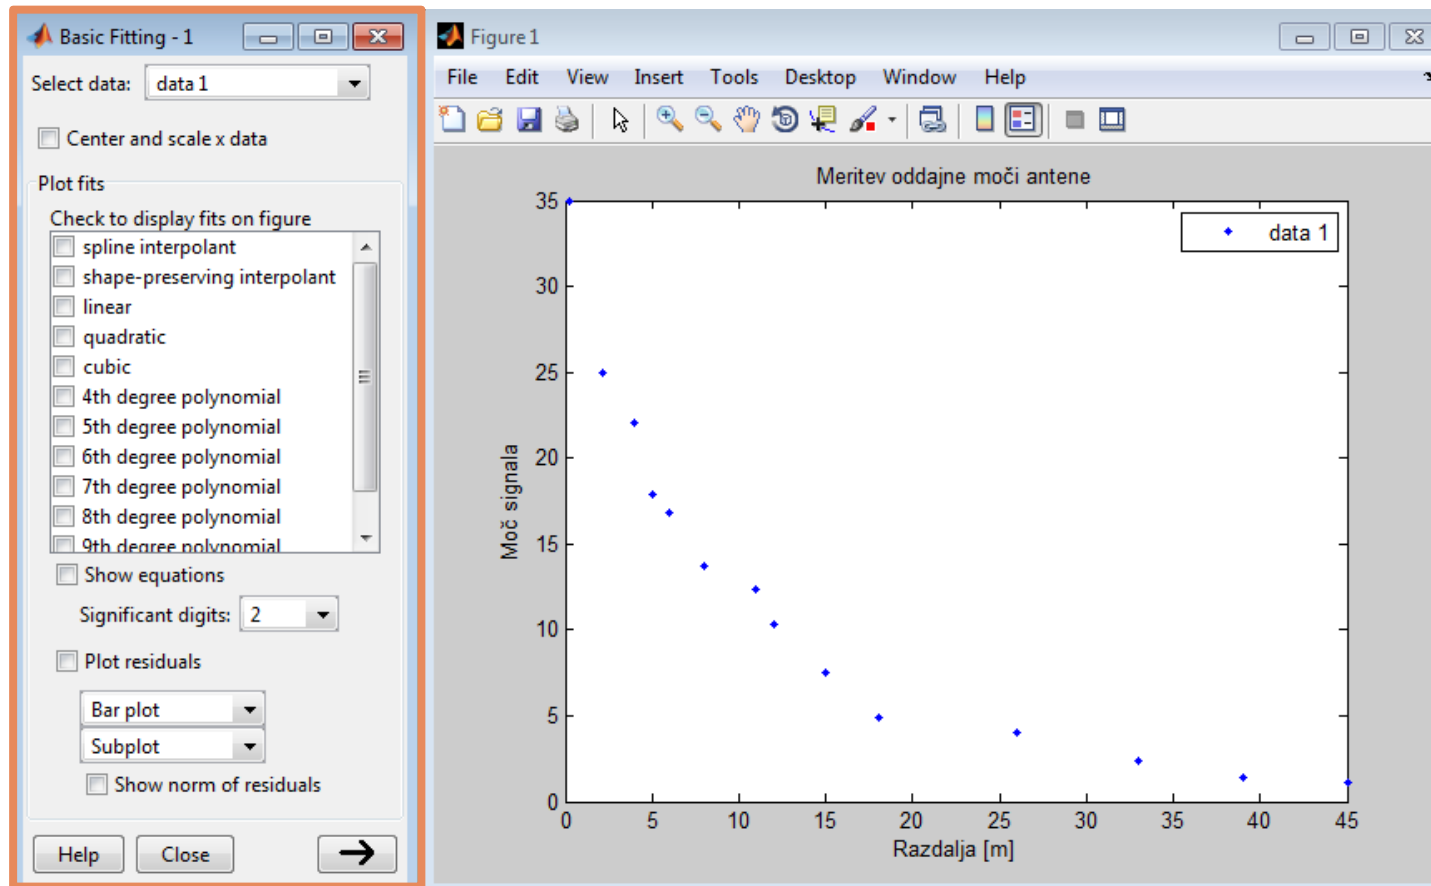 Basic Fitting - 1
Select data: data 1
Center and scale x data
Plot fits
Check to display fits on figure
spline interpolant
shape-preserving interpolant
linear
quadratic
cubic
4th degree polynomial
5th degree polynomial
6th degree polynomial
7th degree polynomial
8th degree polynomial
9th degree polynomial
Show equations
Significant digits: 2
Plot residuals
Bar plot
Subplot
Show norm of residuals
Help Close
Figure 1
File Edit View Insert Tools Desktop Window Help
Meritev oddajne moči antene
data 1
35
30
25
20
15
10
5
0
Moč signala
0 5 10 15 20 25 30 35 40 45
Razdalja [m]